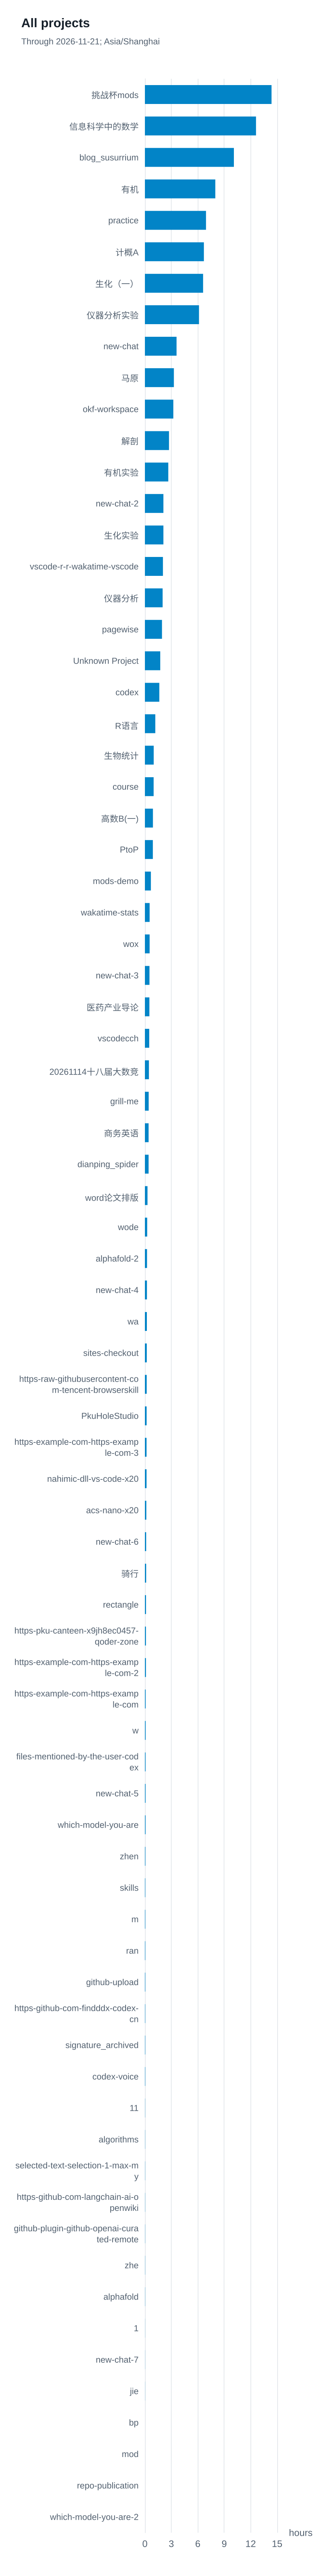 All projects
Through 2026-11-21; Asia/Shanghai
挑战杯mods
信息科学中的数学
blog_susurrium
有机
practice
计概A
生化（一）
仪器分析实验
new-chat
马原
okf-workspace
解剖
有机实验
new-chat-2
生化实验
vscode-r-r-wakatime-vscode
仪器分析
pagewise
Unknown Project
codex
R语言
生物统计
course
高数B(一)
PtoP
mods-demo
wakatime-stats
wox
new-chat-3
医药产业导论
vscodecch
20261114十八届大数竞
grill-me
商务英语
dianping_spider
word论文排版
wode
alphafold-2
new-chat-4
wa
sites-checkout
https-raw-githubusercontent-co
m-tencent-browserskill
PkuHoleStudio
https-example-com-https-examp
le-com-3
nahimic-dll-vs-code-x20
acs-nano-x20
new-chat-6
骑行
rectangle
https-pku-canteen-x9jh8ec0457-
qoder-zone
https-example-com-https-examp
le-com-2
https-example-com-https-examp
le-com
w
files-mentioned-by-the-user-cod
ex
new-chat-5
which-model-you-are
zhen
skills
m
ran
github-upload
https-github-com-findddx-codex-
cn
signature_archived
codex-voice
11
algorithms
selected-text-selection-1-max-m
y
https-github-com-langchain-ai-o
penwiki
github-plugin-github-openai-cura
ted-remote
zhe
alphafold
1
new-chat-7
jie
bp
mod
repo-publication
which-model-you-are-2
hours
0 3 6 9 12 15